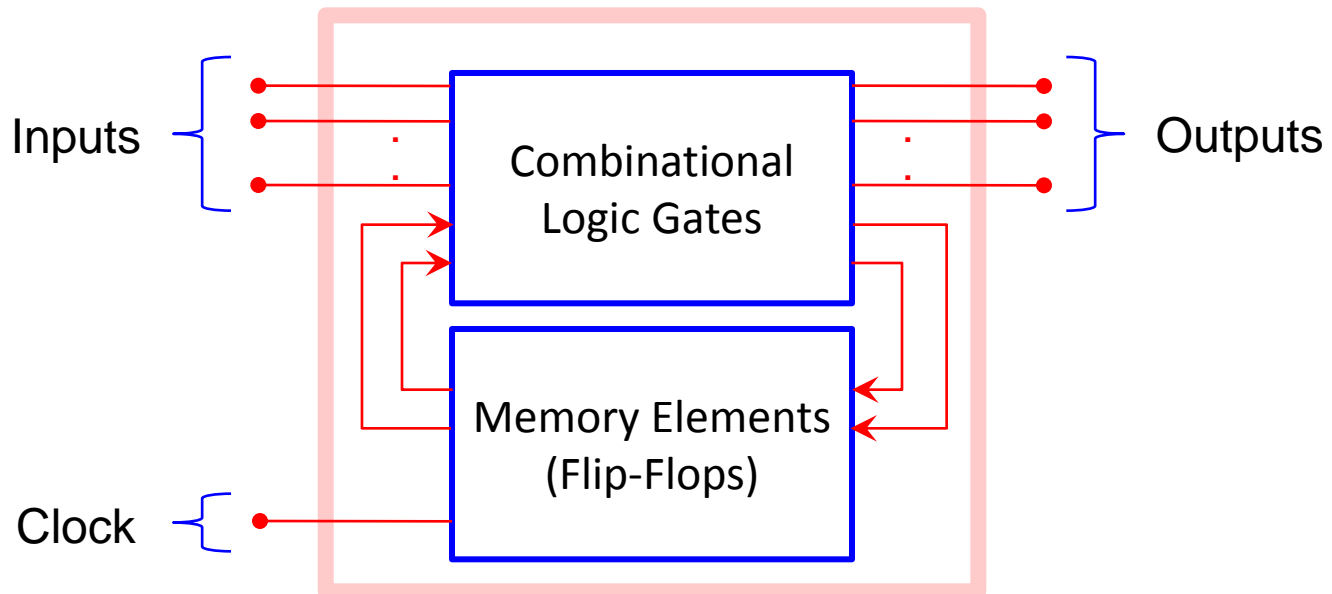 Inputs
Combinational
Logic Gates
Outputs
Memory Elements
(Flip-Flops)
Clock